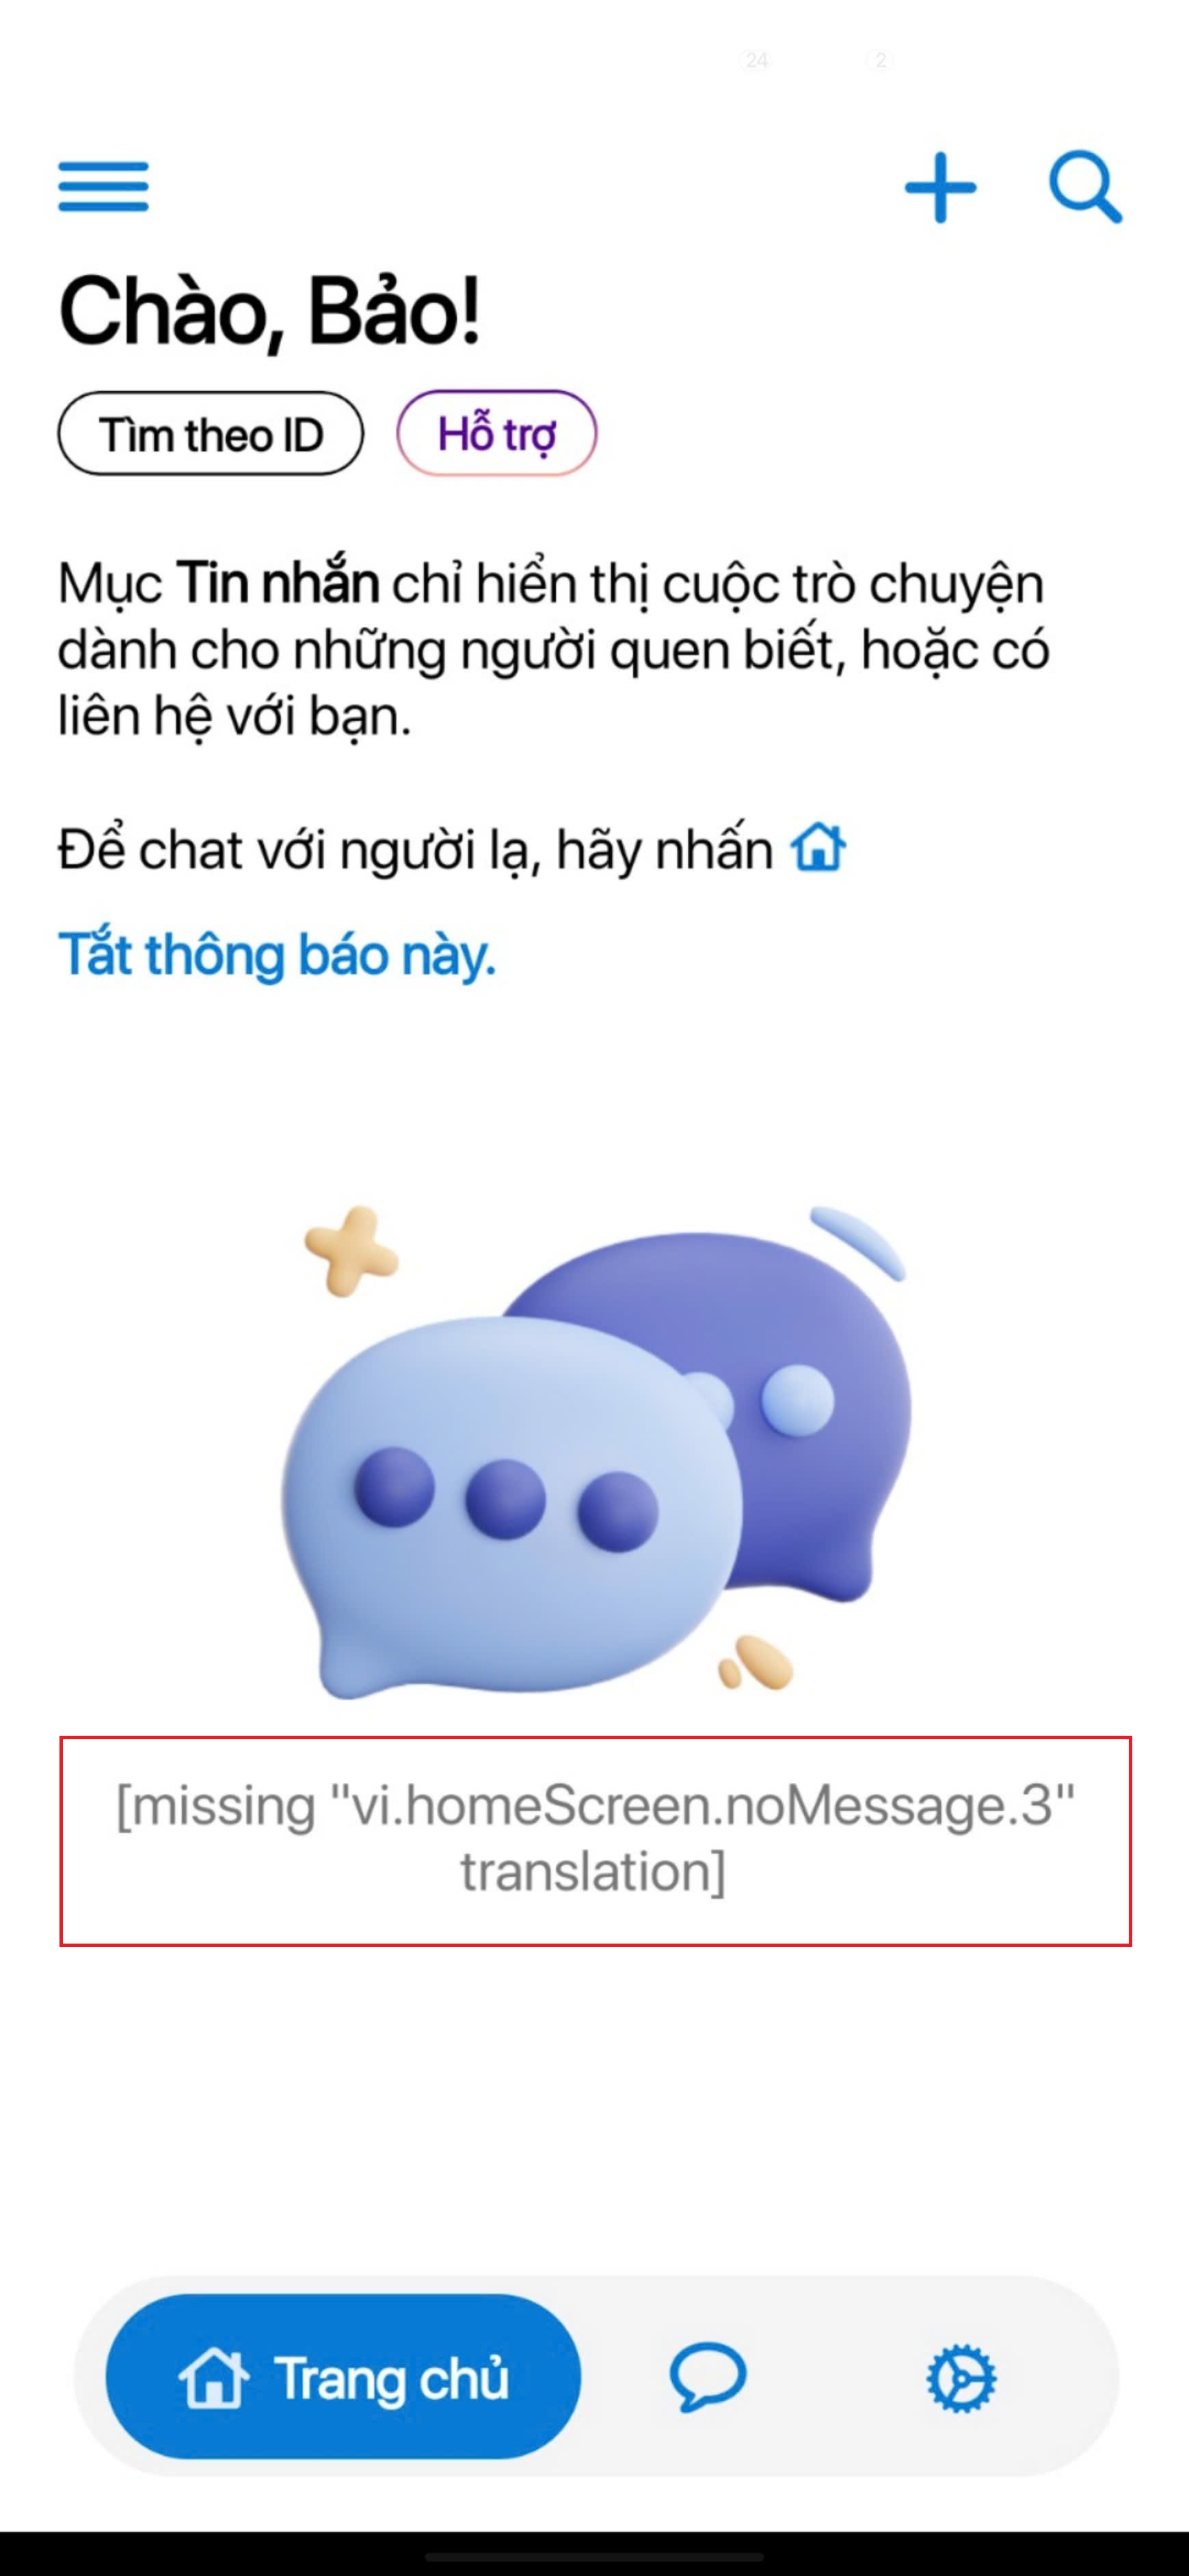 24 2
Chào, Bảo!
Tìm theo ID Hỗ trợ
Mục Tin nhắn chỉ hiển thị cuộc trò chuyện
dành cho những người quen biết, hoặc có
liên hệ với bạn.
Để chat với người lạ, hãy nhấn
Tắt thông báo này.
[missing "vi.homeScreen.noMessage.3"
translation]
Trang chủ